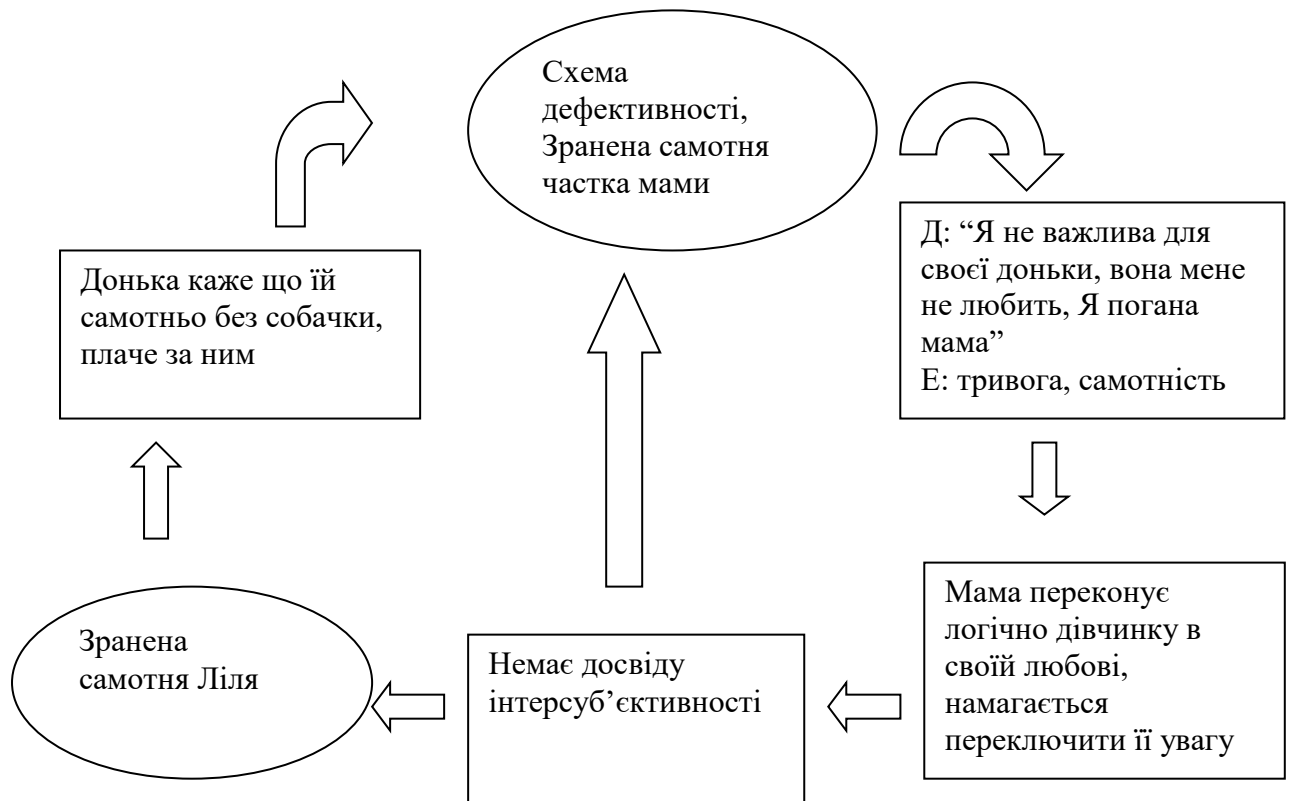 Схема
дефективності,
Зранена самотня
частка мами
Д: “Я не важлива для
своєї доньки, вона мене
не любить, Я погана
мама”
Е: тривога, самотність
Донька каже що їй
самотньо без собачки,
плаче за ним
Мама переконує
логічно дівчинку в
своїй любові,
намагається
переключити її увагу
Немає досвіду
інтерсуб’єктивності
Зранена
самотня Ліля